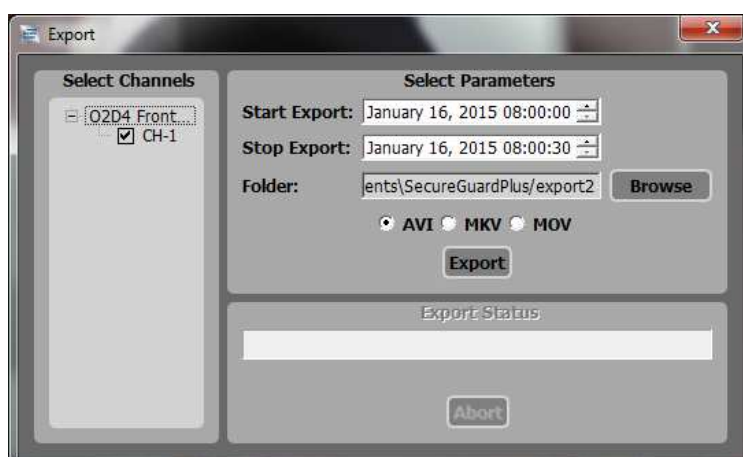 Export
Select Channels
O2D4 Front...
CH-1
Select Parameters
Start Export: January 16, 2015 08:00:00
Stop Export: January 16, 2015 08:00:30
Folder: ents\SecureGuardPlus/export2 Browse
AVI MKV MOV
Export
Export Status
Abort